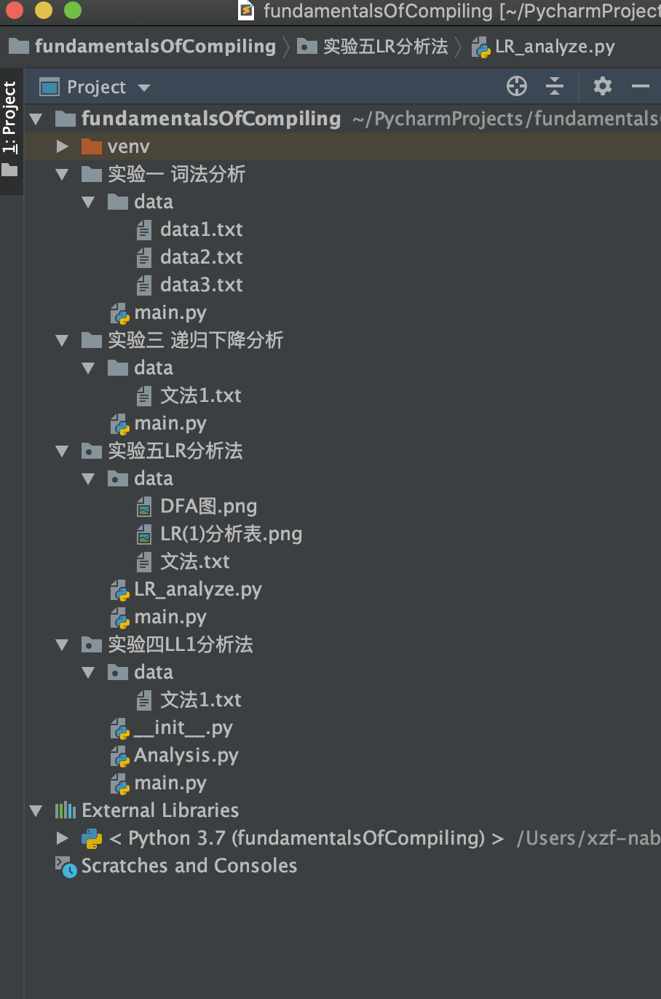 fundamentalsOfCompiling [~/PycharmProject
fundamentalsOfCompiling 实验五LR分析法 LR_analyze.py
1: Project
Project
fundamentalsOfCompiling ~/PycharmProjects/fundamentals
venv
实验一 词法分析
data
data1.txt
data2.txt
data3.txt
main.py
实验三 递归下降分析
data
文法1.txt
main.py
实验五LR分析法
data
DFA图.png
LR(1)分析表.png
文法.txt
LR_analyze.py
main.py
实验四LL1分析法
data
文法1.txt
__init__.py
Analysis.py
main.py
External Libraries
< Python 3.7 (fundamentalsOfCompiling) > /Users/xzf-nab
Scratches and Consoles